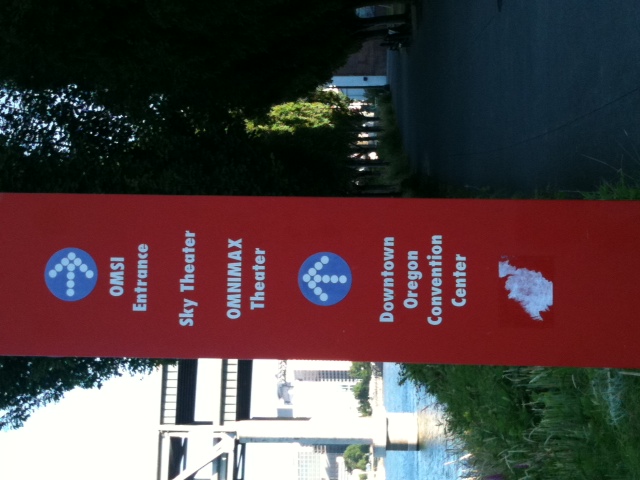 OMSI
Entrance
Sky Theater
OMNIMAX
Theater
Downtown
Oregon
Convention
Center